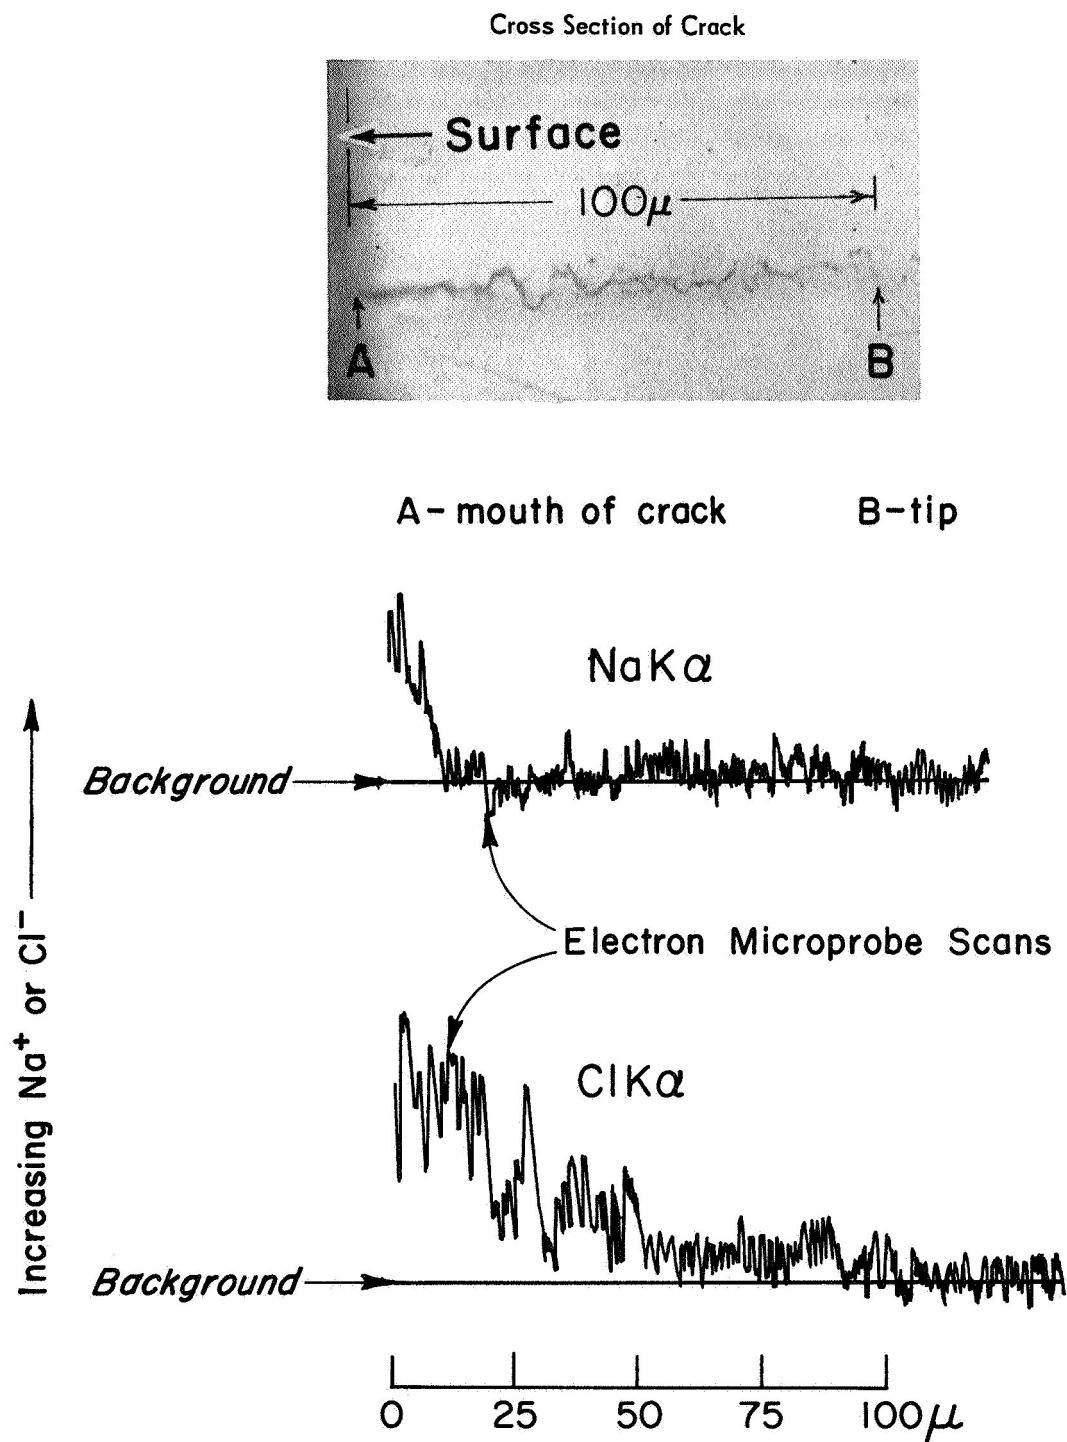 Cross Section of Crack
Surface
100μ
A
B
A-mouth of crack
B-tip
NaKα
Background
Electron Microprobe Scans
ClKα
Background
Increasing Na⁺ or Cl⁻
0 25 50 75 100μ